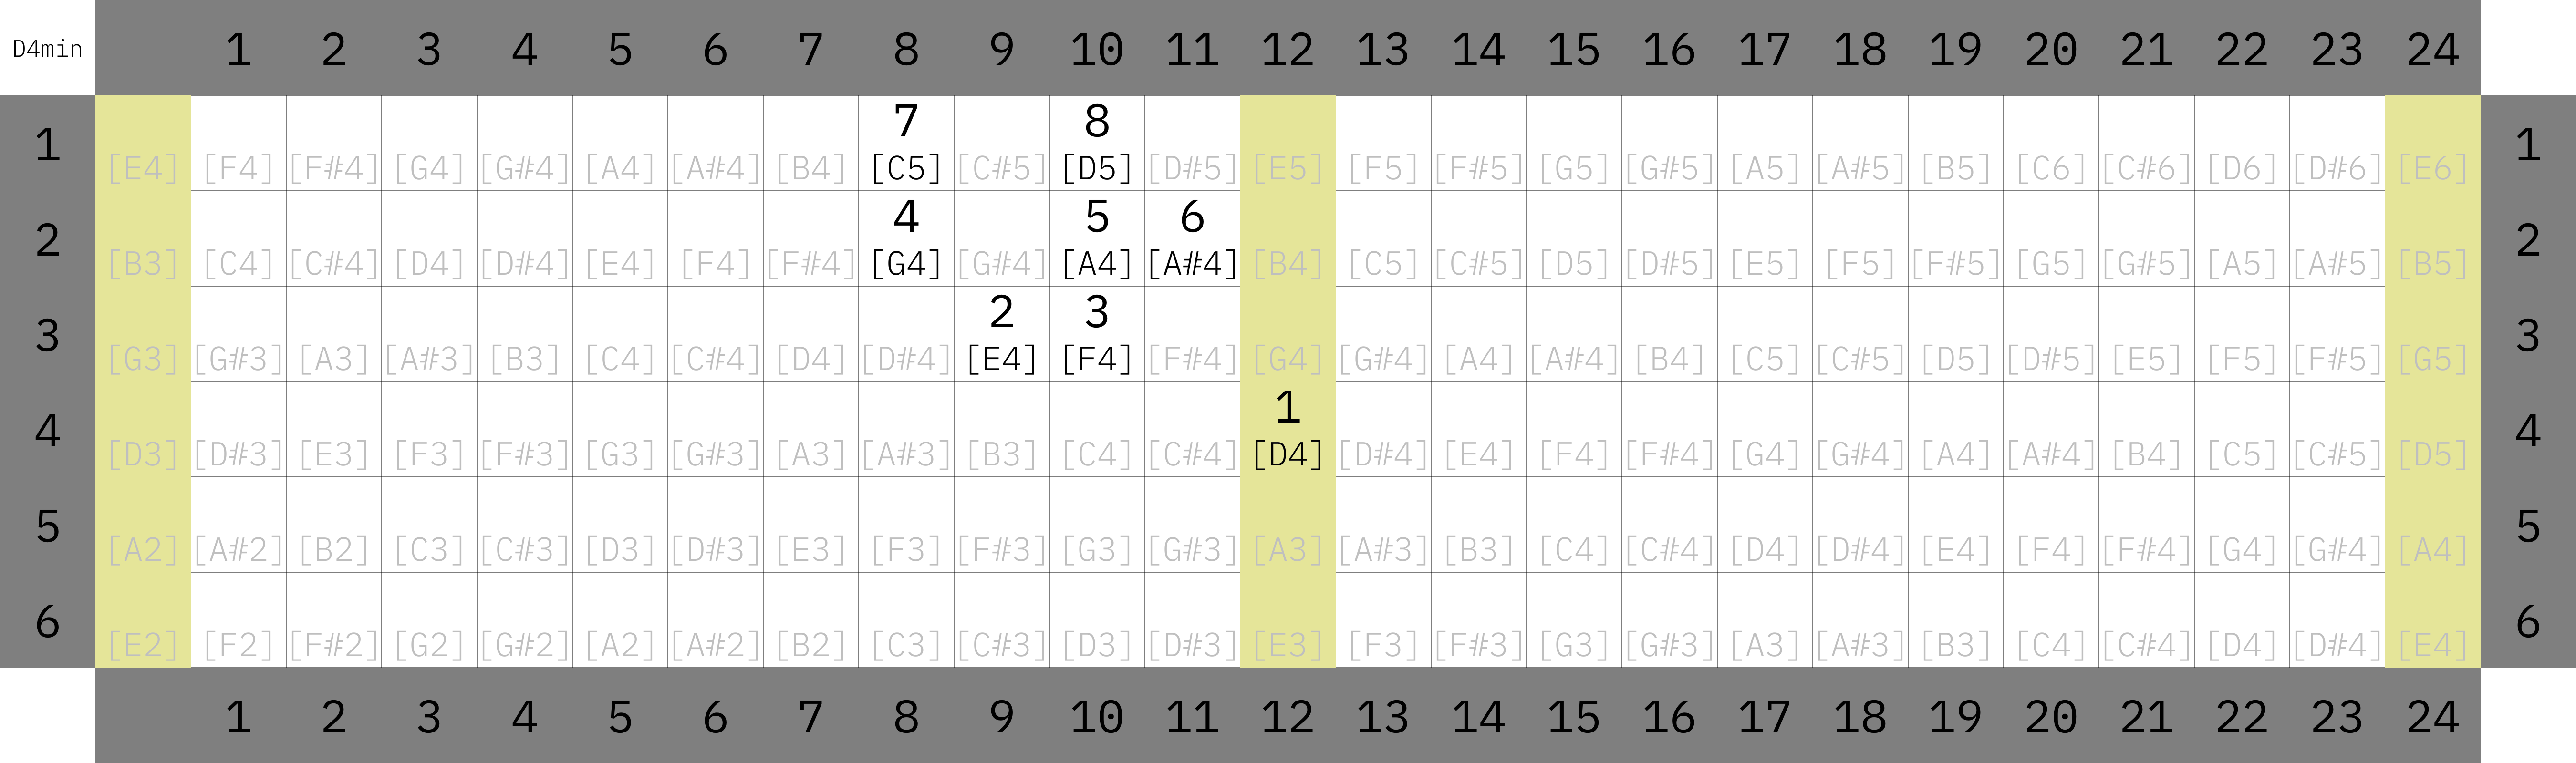 D4min 1 2 3 4 5 6 7 8 9 10 11 12 13 14 15 16 17 18 19 20 21 22 23 24
7 8
1 [E4] [F4] [F#4] [G4] [G#4] [A4] [A#4] [B4] [C5] [C#5] [D5] [D#5] [E5] [F5] [F#5] [G5] [G#5] [A5] [A#5] [B5] [C6] [C#6] [D6] [D#6] [E6] 1
4 5 6
2 [B3] [C4] [C#4] [D4] [D#4] [E4] [F4] [F#4] [G4] [G#4] [A4] [A#4] [B4] [C5] [C#5] [D5] [D#5] [E5] [F5] [F#5] [G5] [G#5] [A5] [A#5] [B5] 2
2 3
3 [G3] [G#3] [A3] [A#3] [B3] [C4] [C#4] [D4] [D#4] [E4] [F4] [F#4] [G4] [G#4] [A4] [A#4] [B4] [C5] [C#5] [D5] [D#5] [E5] [F5] [F#5] [G5] 3
1
4 [D3] [D#3] [E3] [F3] [F#3] [G3] [G#3] [A3] [A#3] [B3] [C4] [C#4] [D4] [D#4] [E4] [F4] [F#4] [G4] [G#4] [A4] [A#4] [B4] [C5] [C#5] [D5] 4
5 [A2] [A#2] [B2] [C3] [C#3] [D3] [D#3] [E3] [F3] [F#3] [G3] [G#3] [A3] [A#3] [B3] [C4] [C#4] [D4] [D#4] [E4] [F4] [F#4] [G4] [G#4] [A4] 5
6 [E2] [F2] [F#2] [G2] [G#2] [A2] [A#2] [B2] [C3] [C#3] [D3] [D#3] [E3] [F3] [F#3] [G3] [G#3] [A3] [A#3] [B3] [C4] [C#4] [D4] [D#4] [E4] 6
1 2 3 4 5 6 7 8 9 10 11 12 13 14 15 16 17 18 19 20 21 22 23 24